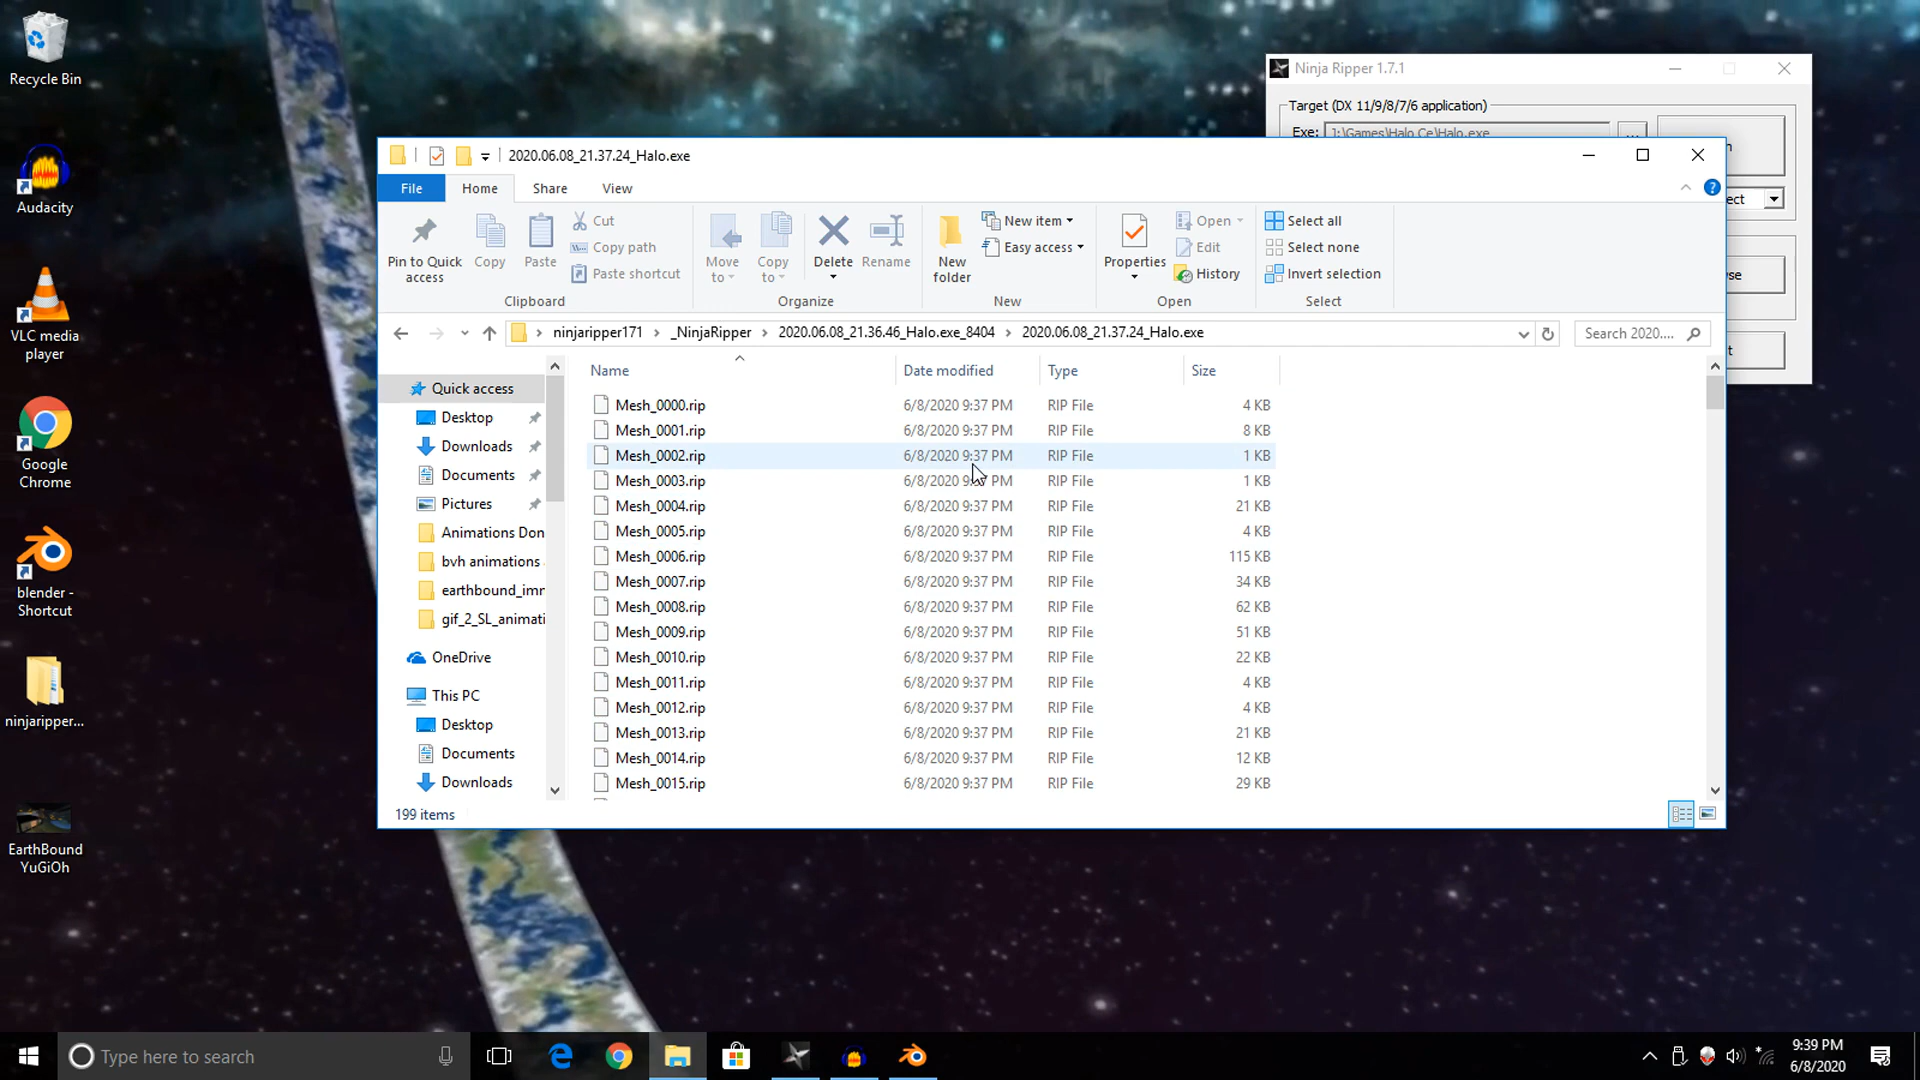 Recycle Bin
Audacity
VLC media
player
Google
Chrome
blender -
Shortcut
ninjaripper...
EarthBound
YuGiOh
Ninja Ripper 1.7.1
Target (DX 11/9/8/7/6 application)
Exe: J:\Games\Halo Ce\Halo.exe ...
n
ect
se
t
2020.06.08_21.37.24_Halo.exe
File Home Share View
Pin to Quick
access
Copy
Paste
Cut
Copy path
Paste shortcut
Clipboard
Move
to
Copy
to
Delete
Rename
Organize
New
folder
New item
Easy access
New
Properties
Open
Edit
History
Open
Select all
Select none
Invert selection
Select
ninjaripper171 > _NinjaRipper > 2020.06.08_21.36.46_Halo.exe_8404 > 2020.06.08_21.37.24_Halo.exe
Search 2020....
Quick access
Desktop
Downloads
Documents
Pictures
Animations Don
bvh animations
earthbound_imr
gif_2_SL_animati
OneDrive
This PC
Desktop
Documents
Downloads
Name Date modified Type Size
Mesh_0000.rip 6/8/2020 9:37 PM RIP File 4 KB
Mesh_0001.rip 6/8/2020 9:37 PM RIP File 8 KB
Mesh_0002.rip 6/8/2020 9:37 PM RIP File 1 KB
Mesh_0003.rip 6/8/2020 9:37 PM RIP File 1 KB
Mesh_0004.rip 6/8/2020 9:37 PM RIP File 21 KB
Mesh_0005.rip 6/8/2020 9:37 PM RIP File 4 KB
Mesh_0006.rip 6/8/2020 9:37 PM RIP File 115 KB
Mesh_0007.rip 6/8/2020 9:37 PM RIP File 34 KB
Mesh_0008.rip 6/8/2020 9:37 PM RIP File 62 KB
Mesh_0009.rip 6/8/2020 9:37 PM RIP File 51 KB
Mesh_0010.rip 6/8/2020 9:37 PM RIP File 22 KB
Mesh_0011.rip 6/8/2020 9:37 PM RIP File 4 KB
Mesh_0012.rip 6/8/2020 9:37 PM RIP File 4 KB
Mesh_0013.rip 6/8/2020 9:37 PM RIP File 21 KB
Mesh_0014.rip 6/8/2020 9:37 PM RIP File 12 KB
Mesh_0015.rip 6/8/2020 9:37 PM RIP File 29 KB
199 items
Type here to search
9:39 PM
6/8/2020